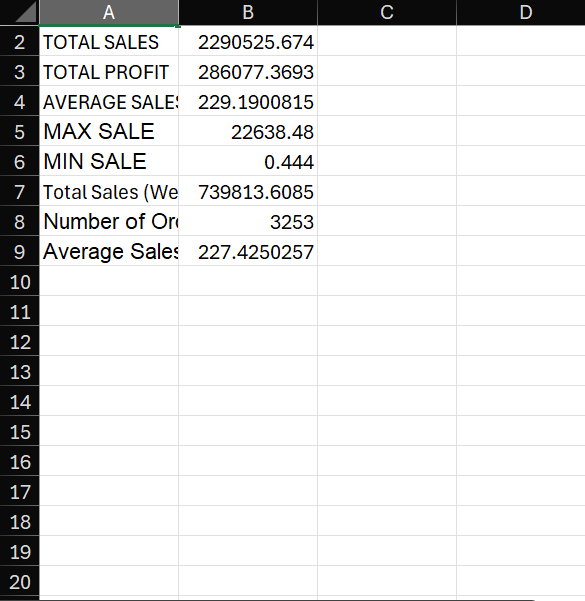 A B C D
2 TOTAL SALES 2290525.674
3 TOTAL PROFIT 286077.3693
4 AVERAGE SALES 229.1900815
5 MAX SALE 22638.48
6 MIN SALE 0.444
7 Total Sales (We 739813.6085
8 Number of Ord 3253
9 Average Sales 227.4250257
10
11
12
13
14
15
16
17
18
19
20